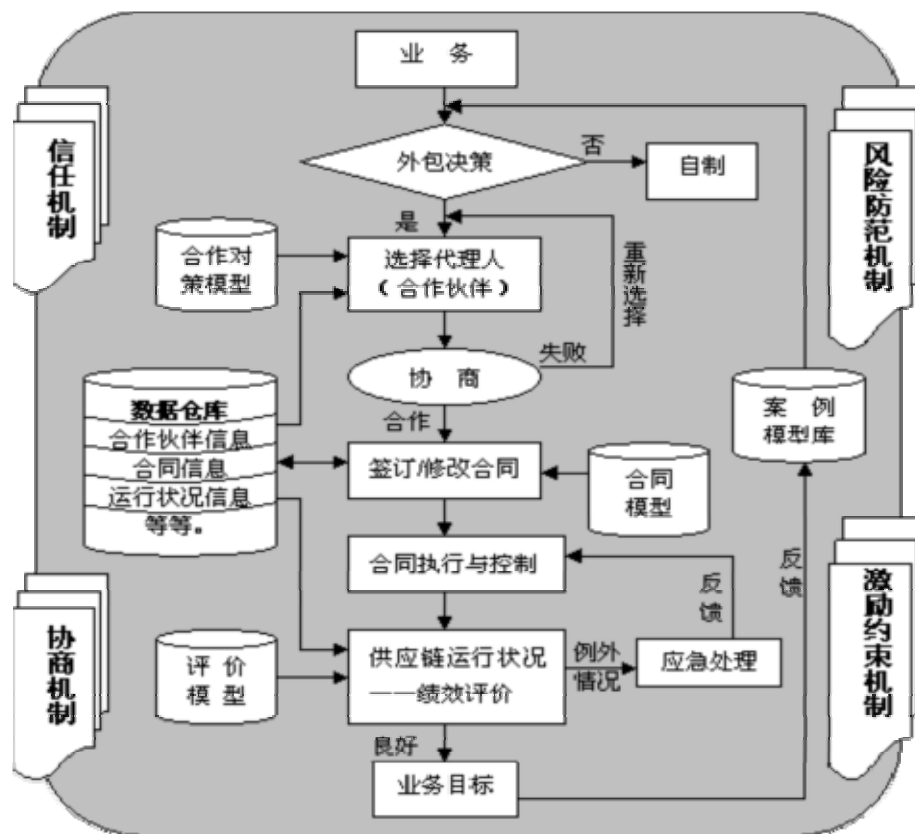 业 务
外包决策
否
自制
信任机制
风险防范机制
是
合作对
策模型
选择代理人
（合作伙伴）
重新选择
失败
协 商
数据仓库
合作伙伴信息
合同信息
运行状况信息
等等。
合作
案 例
模型库
签订/修改合同
合同
模型
合同执行与控制
反馈
反馈
协商机制
激励约束机制
评 价
模 型
供应链运行状况
——绩效评价
例外
情况
应急处理
良好
业务目标